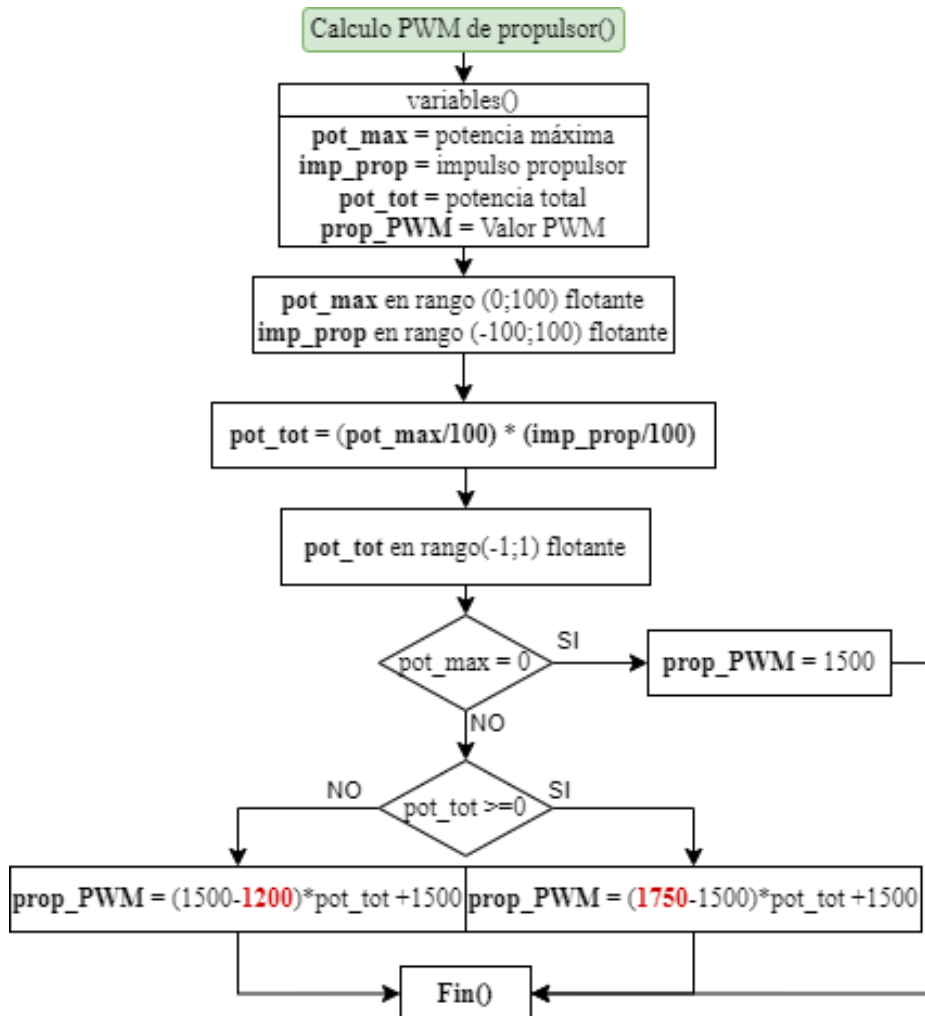 Calculo PWM de propulsor()
variables()
pot_max = potencia máxima
imp_prop = impulso propulsor
pot_tot = potencia total
prop_PWM = Valor PWM
pot_max en rango (0;100) flotante
imp_prop en rango (-100;100) flotante
pot_tot = (pot_max/100) * (imp_prop/100)
pot_tot en rango(-1;1) flotante
pot_max = 0
SI
prop_PWM = 1500
NO
pot_tot >=0
NO
SI
prop_PWM = (1500-1200)*pot_tot +1500
prop_PWM = (1750-1500)*pot_tot +1500
Fin()